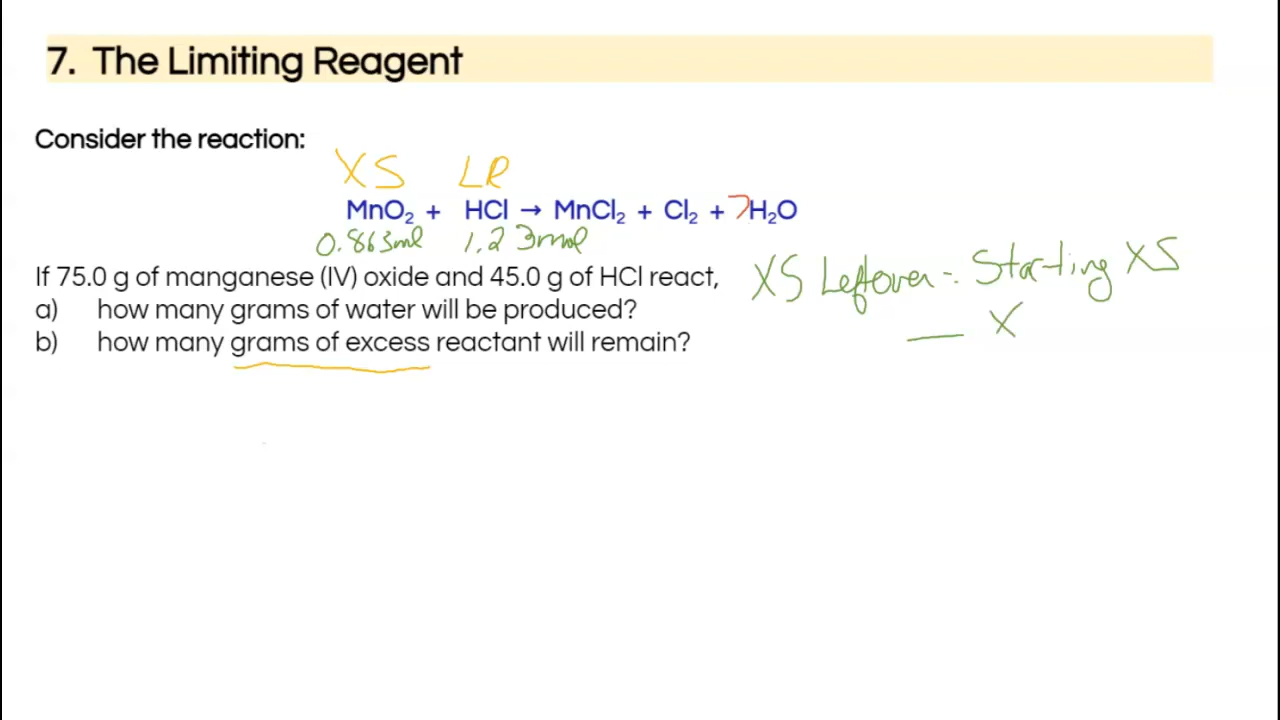 7. The Limiting Reagent
Consider the reaction:
XS LR
MnO₂ + HCl → MnCl₂ + Cl₂ + 7H₂O
0.863ml 1.23mol
If 75.0 g of manganese (IV) oxide and 45.0 g of HCl react,
a) how many grams of water will be produced?
b) how many grams of excess reactant will remain?
XS Leftover = Starting XS
— X